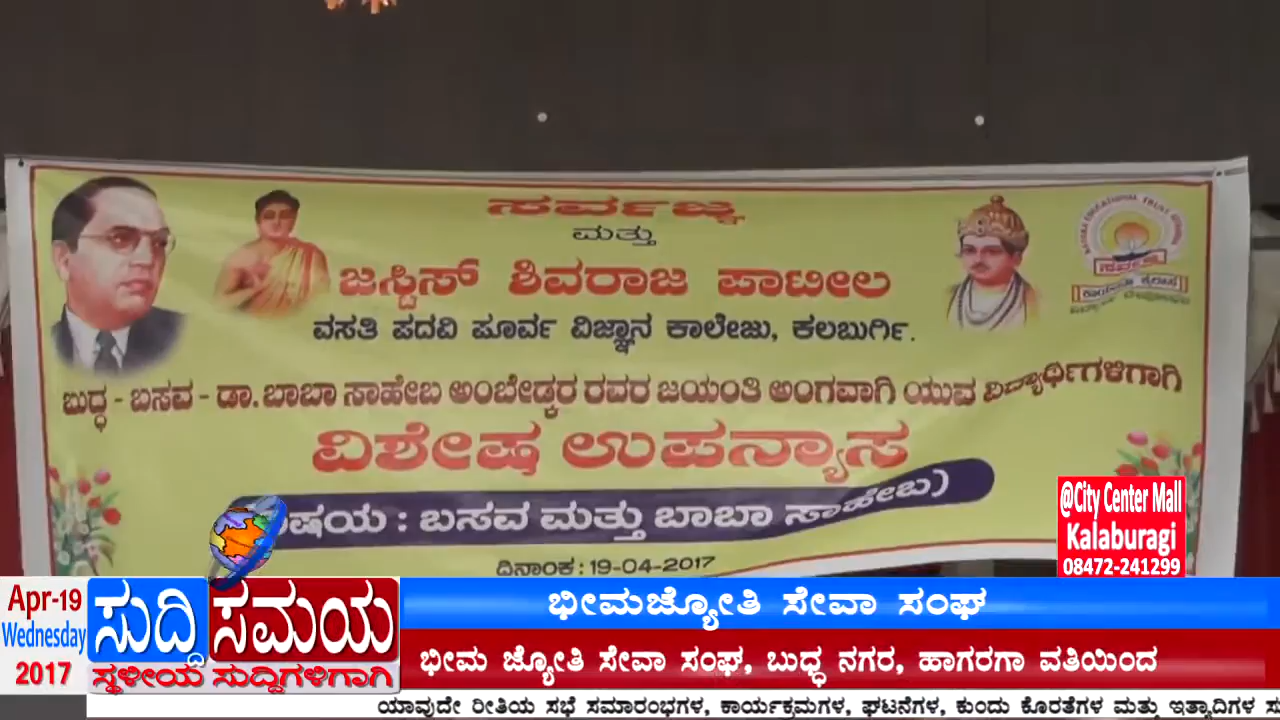 ಸರ್ವಜ್ಞ
ಮತ್ತು
ಜಸ್ಟಿಸ್ ಶಿವರಾಜ ಪಾಟೀಲ
ವಸತಿ ಪದವಿ ಪೂರ್ವ ವಿಜ್ಞಾನ ಕಾಲೇಜು, ಕಲಬುರ್ಗಿ.
ಬುದ್ಧ - ಬಸವ - ಡಾ. ಬಾಬಾ ಸಾಹೇಬ ಅಂಬೇಡ್ಕರ ರವರ ಜಯಂತಿ ಅಂಗವಾಗಿ ಯುವ ವಿದ್ಯಾರ್ಥಿಗಳಿಗಾಗಿ
ವಿಶೇಷ ಉಪನ್ಯಾಸ
ವಿಷಯ : ಬಸವ ಮತ್ತು ಬಾಬಾ ಸಾಹೇಬ)
ದಿನಾಂಕ : 19-04-2017
@City Center Mall
Kalaburagi
08472-241299
Apr-19
Wednesday
2017
ಸುದ್ದಿ ಸಮಯ
ಸ್ಥಳೀಯ ಸುದ್ದಿಗಳಿಗಾಗಿ
ಭೀಮಜ್ಯೋತಿ ಸೇವಾ ಸಂಘ
ಭೀಮ ಜ್ಯೋತಿ ಸೇವಾ ಸಂಘ, ಬುಧ್ಧ ನಗರ, ಹಾಗರಗಾ ವತಿಯಿಂದ
ಯಾವುದೇ ರೀತಿಯ ಸಭೆ ಸಮಾರಂಭಗಳ, ಕಾರ್ಯಕ್ರಮಗಳ, ಘಟನೆಗಳ, ಕುಂದು ಕೊರತೆಗಳ ಮತ್ತು ಇತ್ಯಾದಿಗಳ ಸು